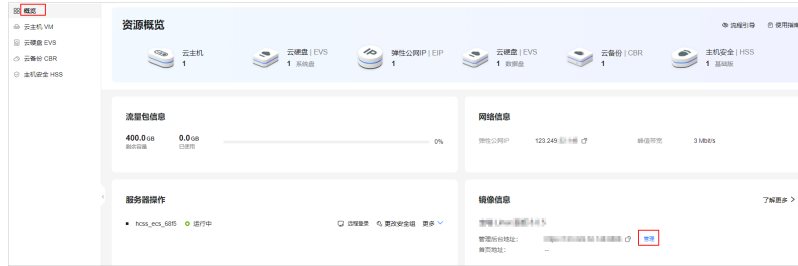 概览
云主机 VM
云硬盘 EVS
云备份 CBR
主机安全 HSS
资源概览
流程引导 使用指南
云主机
1
云硬盘 | EVS
1 系统盘
弹性公网IP | EIP
1
云硬盘 | EVS
1 数据盘
云备份 | CBR
1
主机安全 | HSS
1 基础版
流量包信息
400.0 GB 0.0 GB
剩余容量 已使用
0%
网络信息
弹性公网IP 123.249. 峰值带宽 3 Mbit/s
服务器操作
hcss_ecs_68f5 运行中 远程登录 更改安全组 更多
镜像信息 了解更多 >
管理后台地址: 管理
首页地址: --